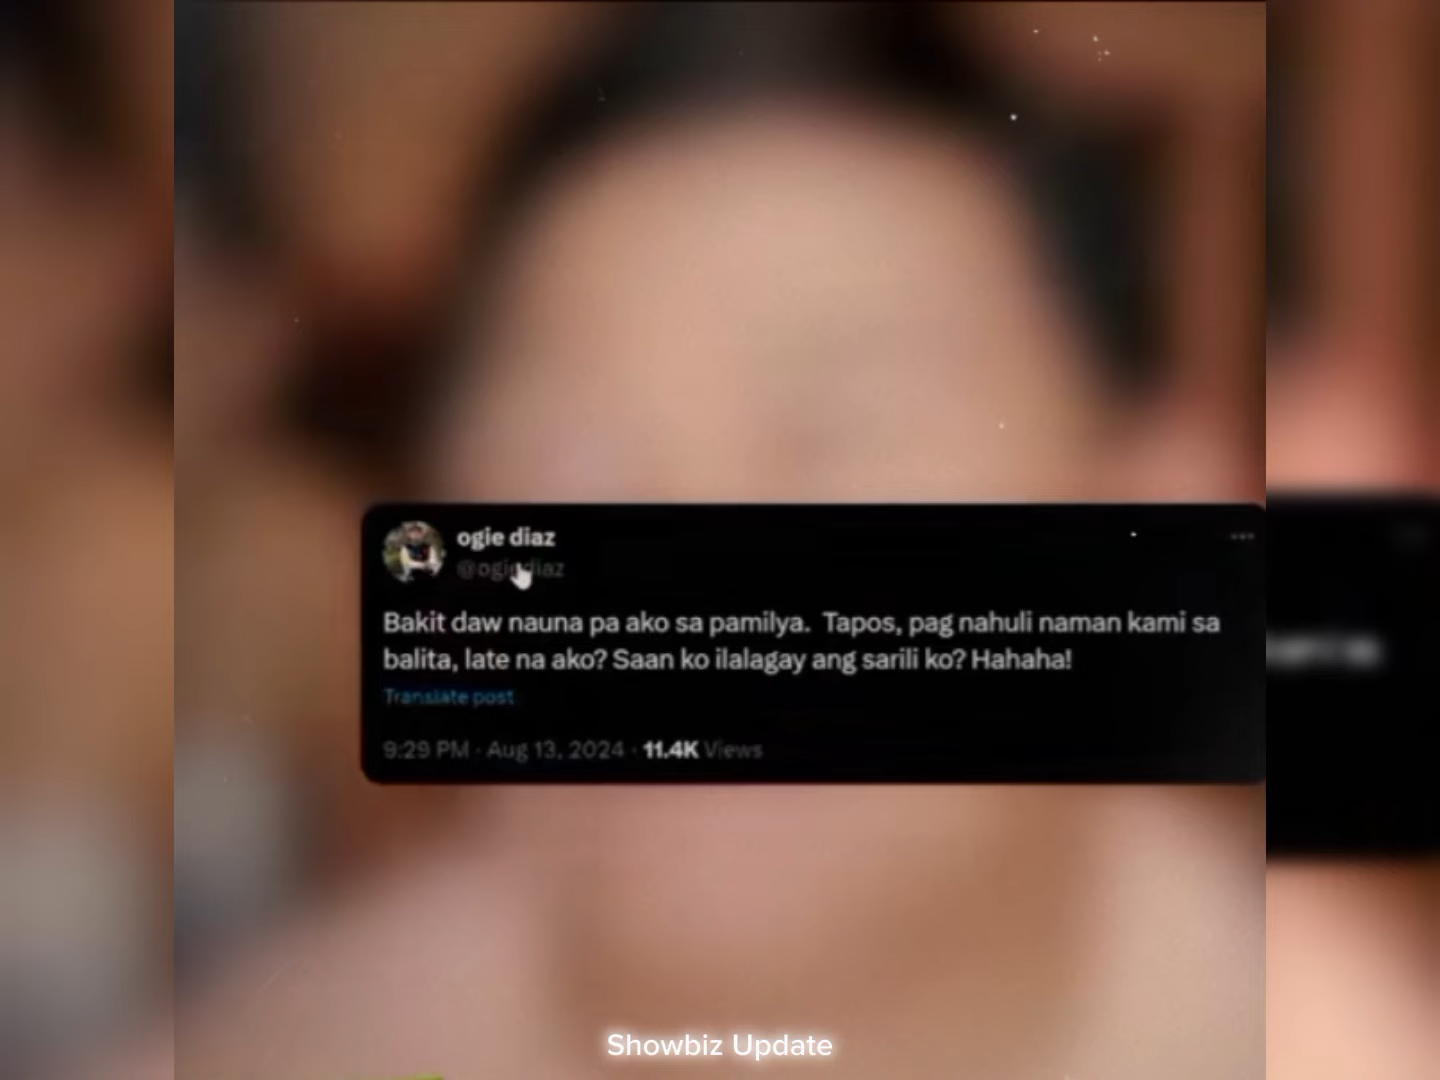 ogie diaz
@ogiediaz
Bakit daw nauna pa ako sa pamilya. Tapos, pag nahuli naman kami sa
balita, late na ako? Saan ko ilalagay ang sarili ko? Hahaha!
Translate post
9:29 PM · Aug 13, 2024 · 11.4K Views
Showbiz Update